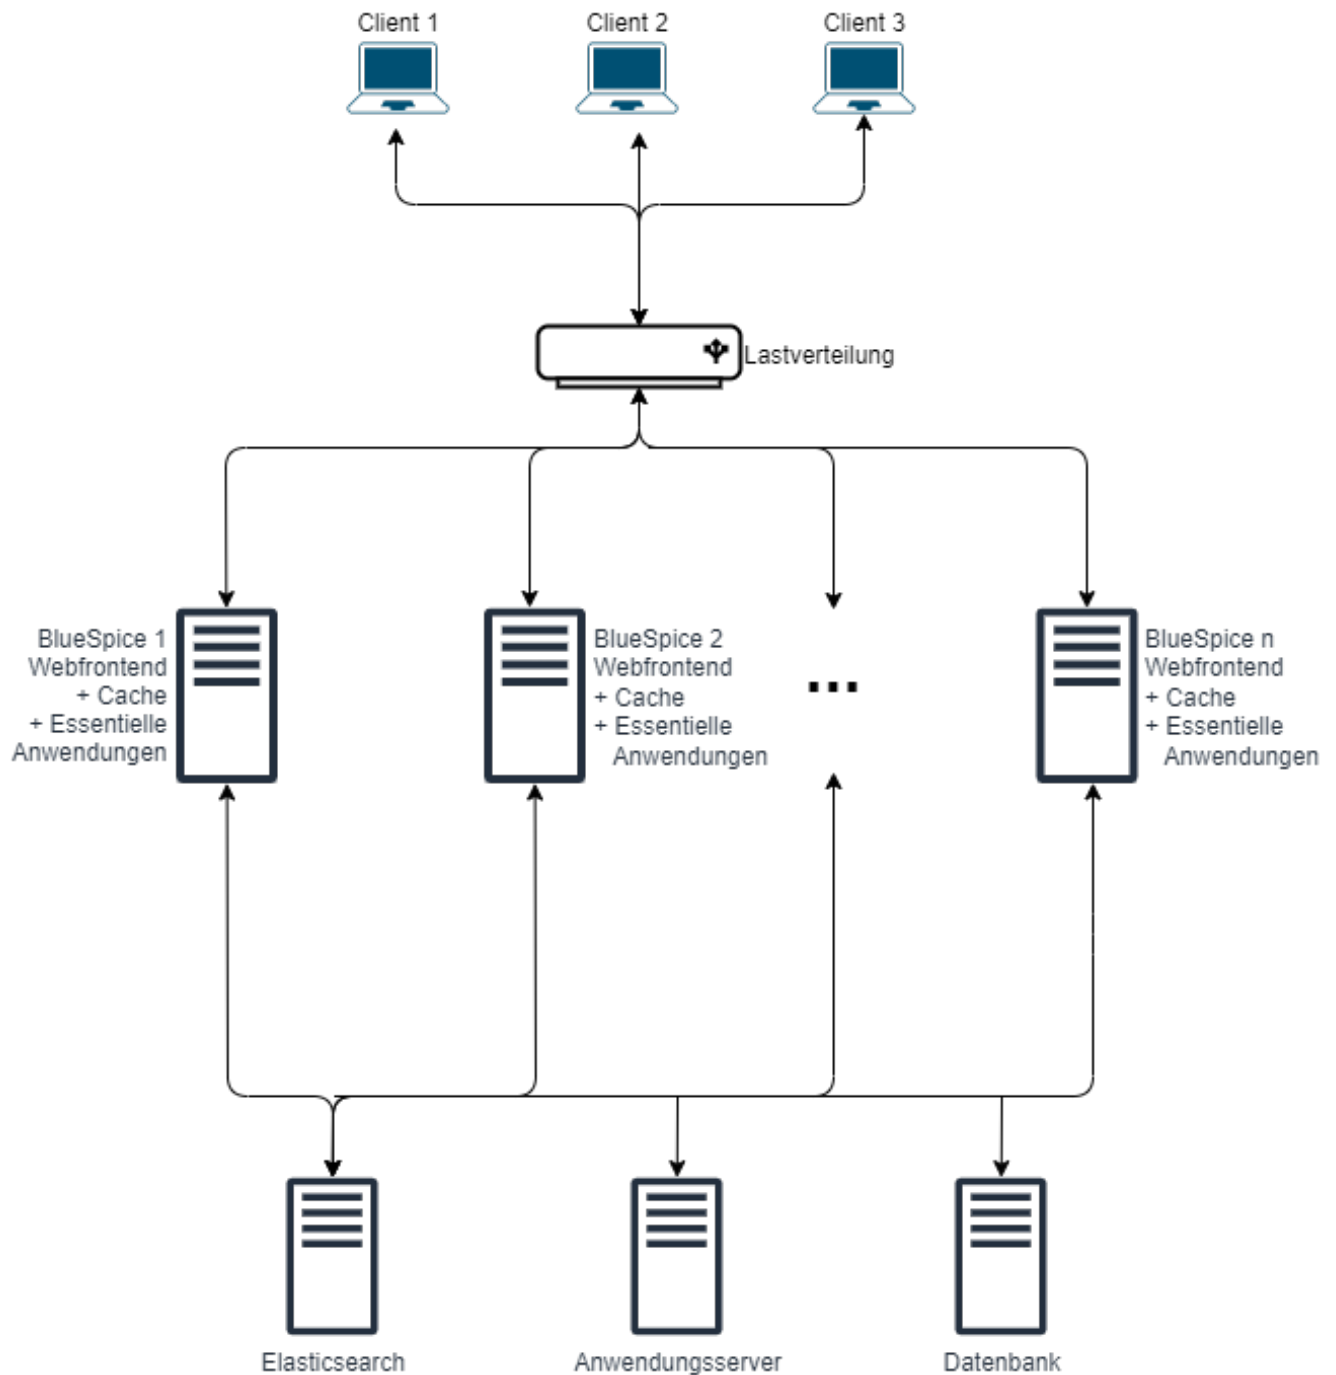 Client 1
Client 2
Client 3
Lastverteilung
BlueSpice 1
Webfrontend
+ Cache
+ Essentielle
Anwendungen
BlueSpice 2
Webfrontend
+ Cache
+ Essentielle
Anwendungen
...
BlueSpice n
Webfrontend
+ Cache
+ Essentielle
Anwendungen
Elasticsearch
Anwendungsserver
Datenbank